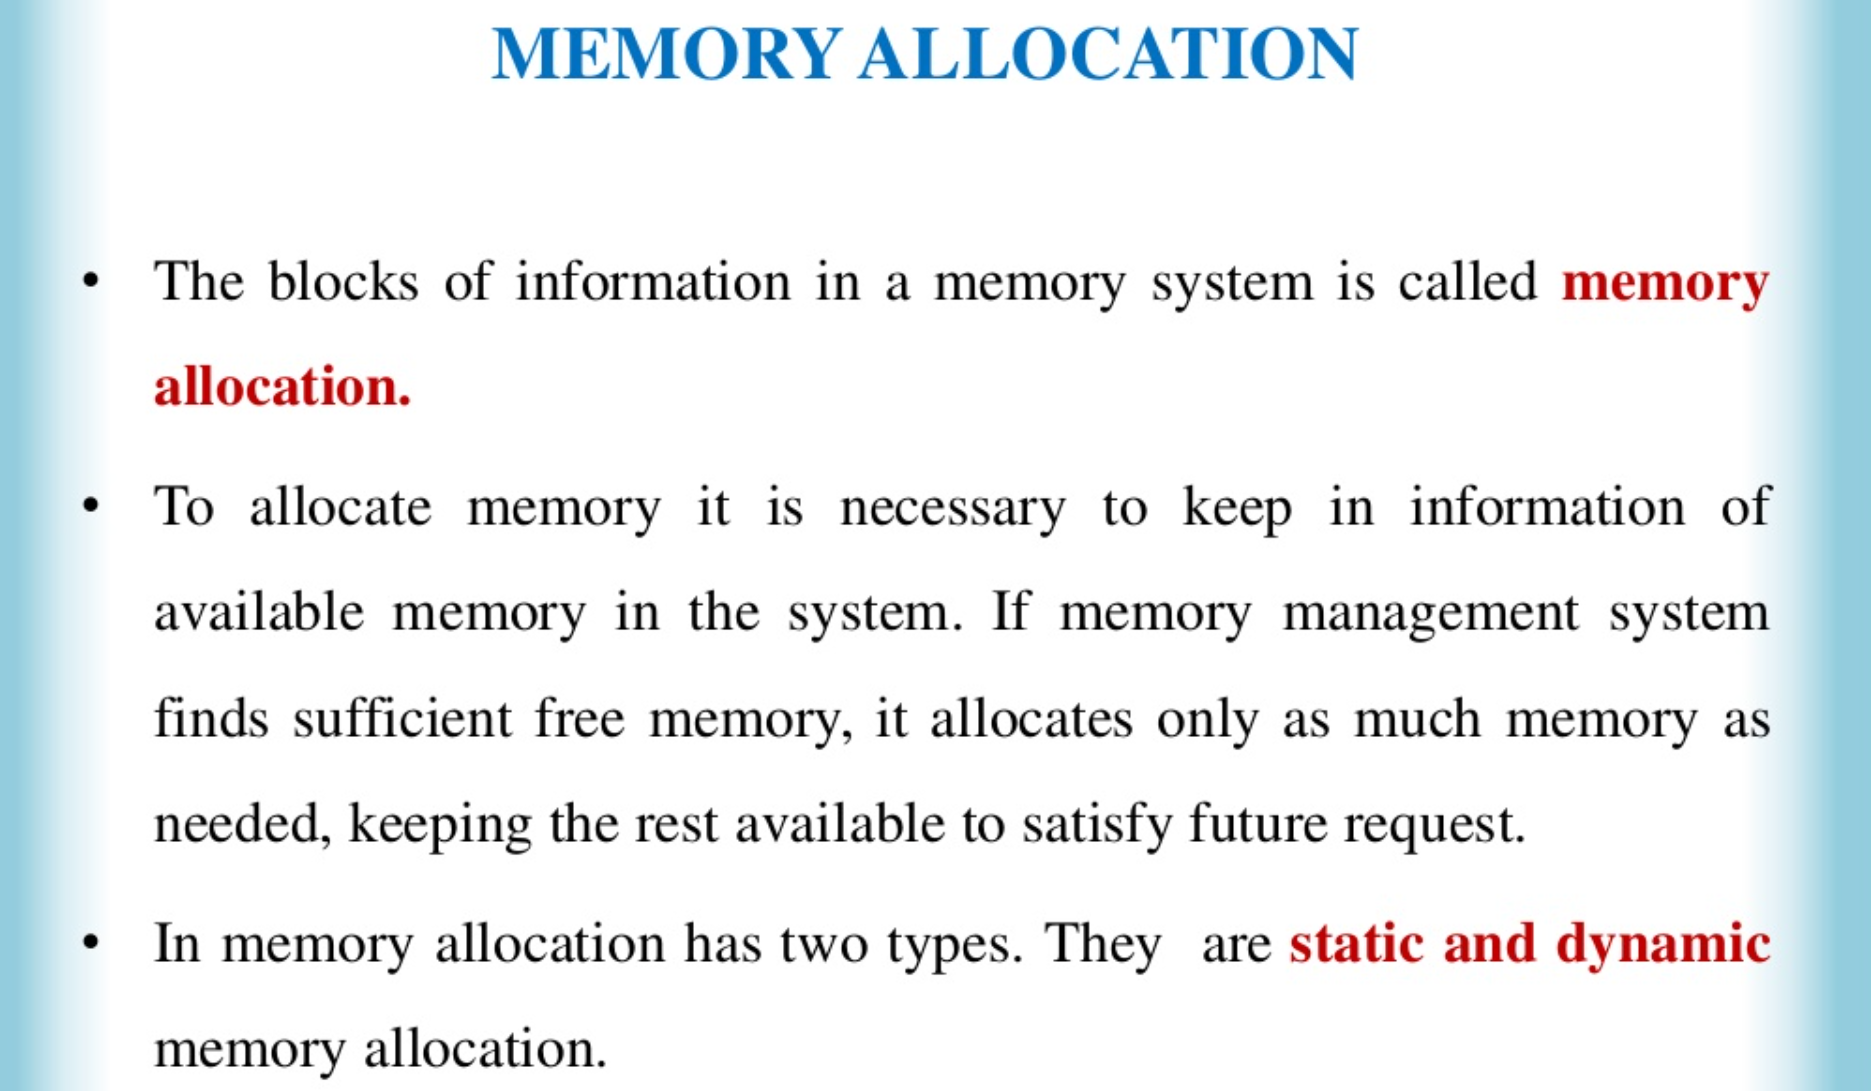 MEMORY ALLOCATION
• The blocks of information in a memory system is called memory
allocation.
• To allocate memory it is necessary to keep in information of
available memory in the system. If memory management system
finds sufficient free memory, it allocates only as much memory as
needed, keeping the rest available to satisfy future request.
• In memory allocation has two types. They are static and dynamic
memory allocation.